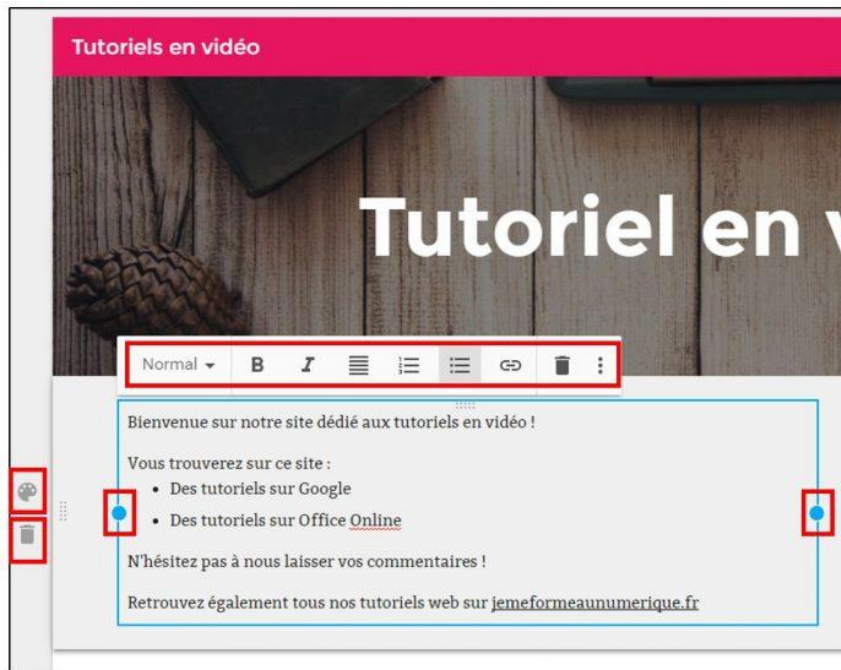 Tutoriels en vidéo
Tutoriel en
Normal
B
I
Bienvenue sur notre site dédié aux tutoriels en vidéo !
Vous trouverez sur ce site :
• Des tutoriels sur Google
• Des tutoriels sur Office Online
N'hésitez pas à nous laisser vos commentaires !
Retrouvez également tous nos tutoriels web sur jemeformeaunumerique.fr